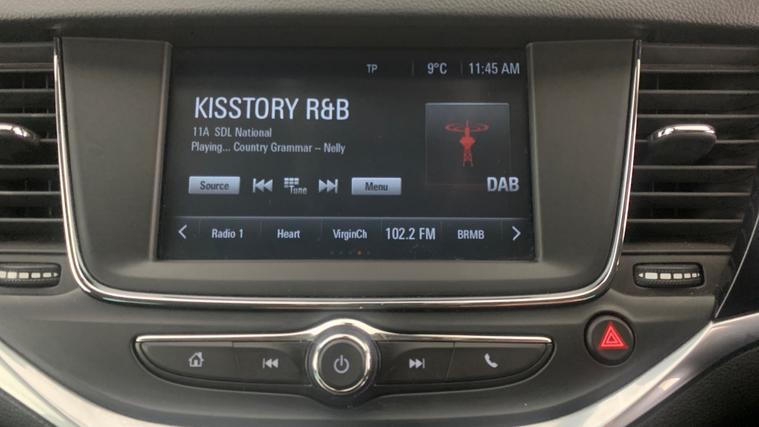 TP 9°C 11:45 AM
KISSTORY R&B
11A SDL National
Playing... Country Grammar -- Nelly
Source Tune Menu
DAB
Radio 1 Heart VirginCh 102.2 FM BRMB